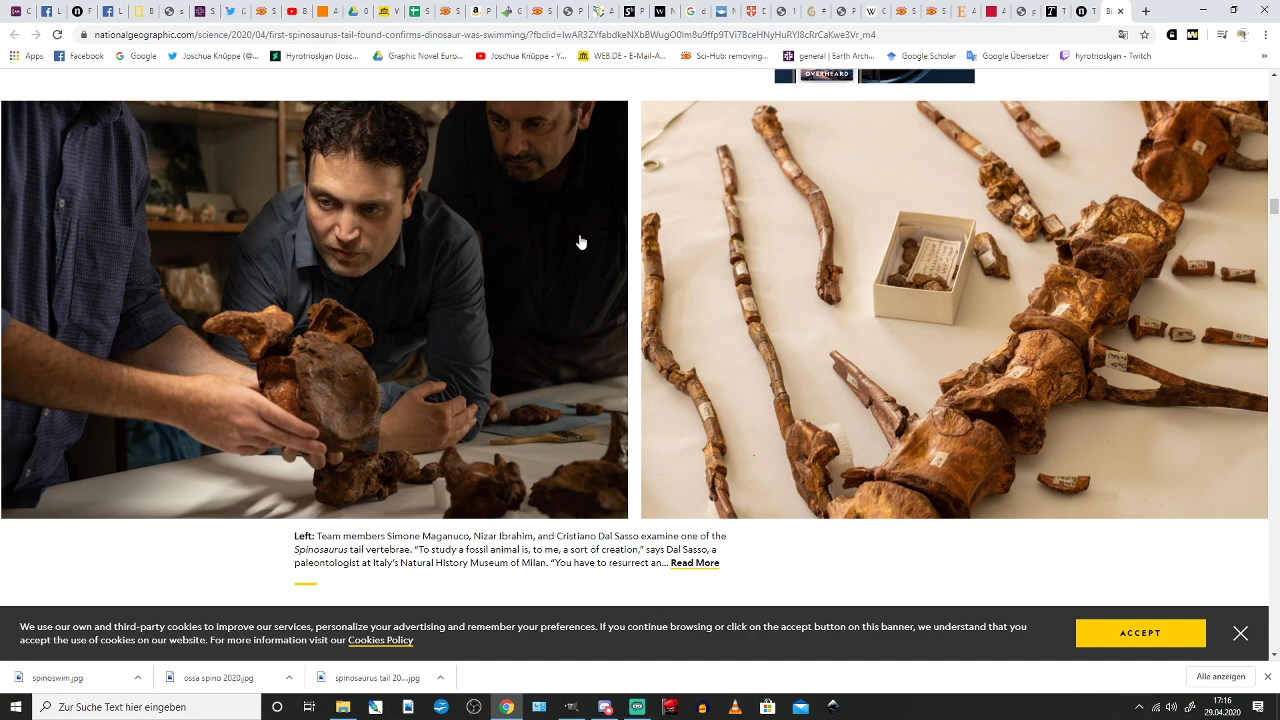 C
L
n F
L
s
S
K
"(
S
S
B
L
O
V
S
S
P
C
S
P
A
S
P
d
N
E
1
é
P
W C
S
S
E
A
p
T
n
Bi
nationalgeographic.com/science/2020/04/first-spinosaurus-tail-found-confirms-dinosaur-was-swimming/?fbclid=IwAR3ZYfabdkeNXbBWugO0im8u9ffp9TVi7BceHNyHuRYl8cRrCaKwe3Vr_m4
Apps
Facebook
Google
Joschua Knüppe (@...
Hyrotrioskjan (Josc...
Graphic Novel Euro...
Joschua Knüppe - Y...
WEB.DE - E-Mail-A...
Sci-Hub: removing...
general | Earth Arch...
Google Scholar
Google Übersetzer
hyrotrioskjan - Twitch
»
OVERHEARD
Left: Team members Simone Maganuco, Nizar Ibrahim, and Cristiano Dal Sasso examine one of the
Spinosaurus tail vertebrae. “To study a fossil animal is, to me, a sort of creation,” says Dal Sasso, a
paleontologist at Italy’s Natural History Museum of Milan. “You have to resurrect an... Read More
We use our own and third-party cookies to improve our services, personalize your advertising and remember your preferences. If you continue browsing or click on the accept button on this banner, we understand that you
accept the use of cookies on our website. For more information visit our Cookies Policy
ACCEPT
spinoswim.jpg
ossa spino 2020.jpg
spinosaurus tail 20....jpg
Alle anzeigen
Zur Suche Text hier eingeben
17:16
29.04.2020